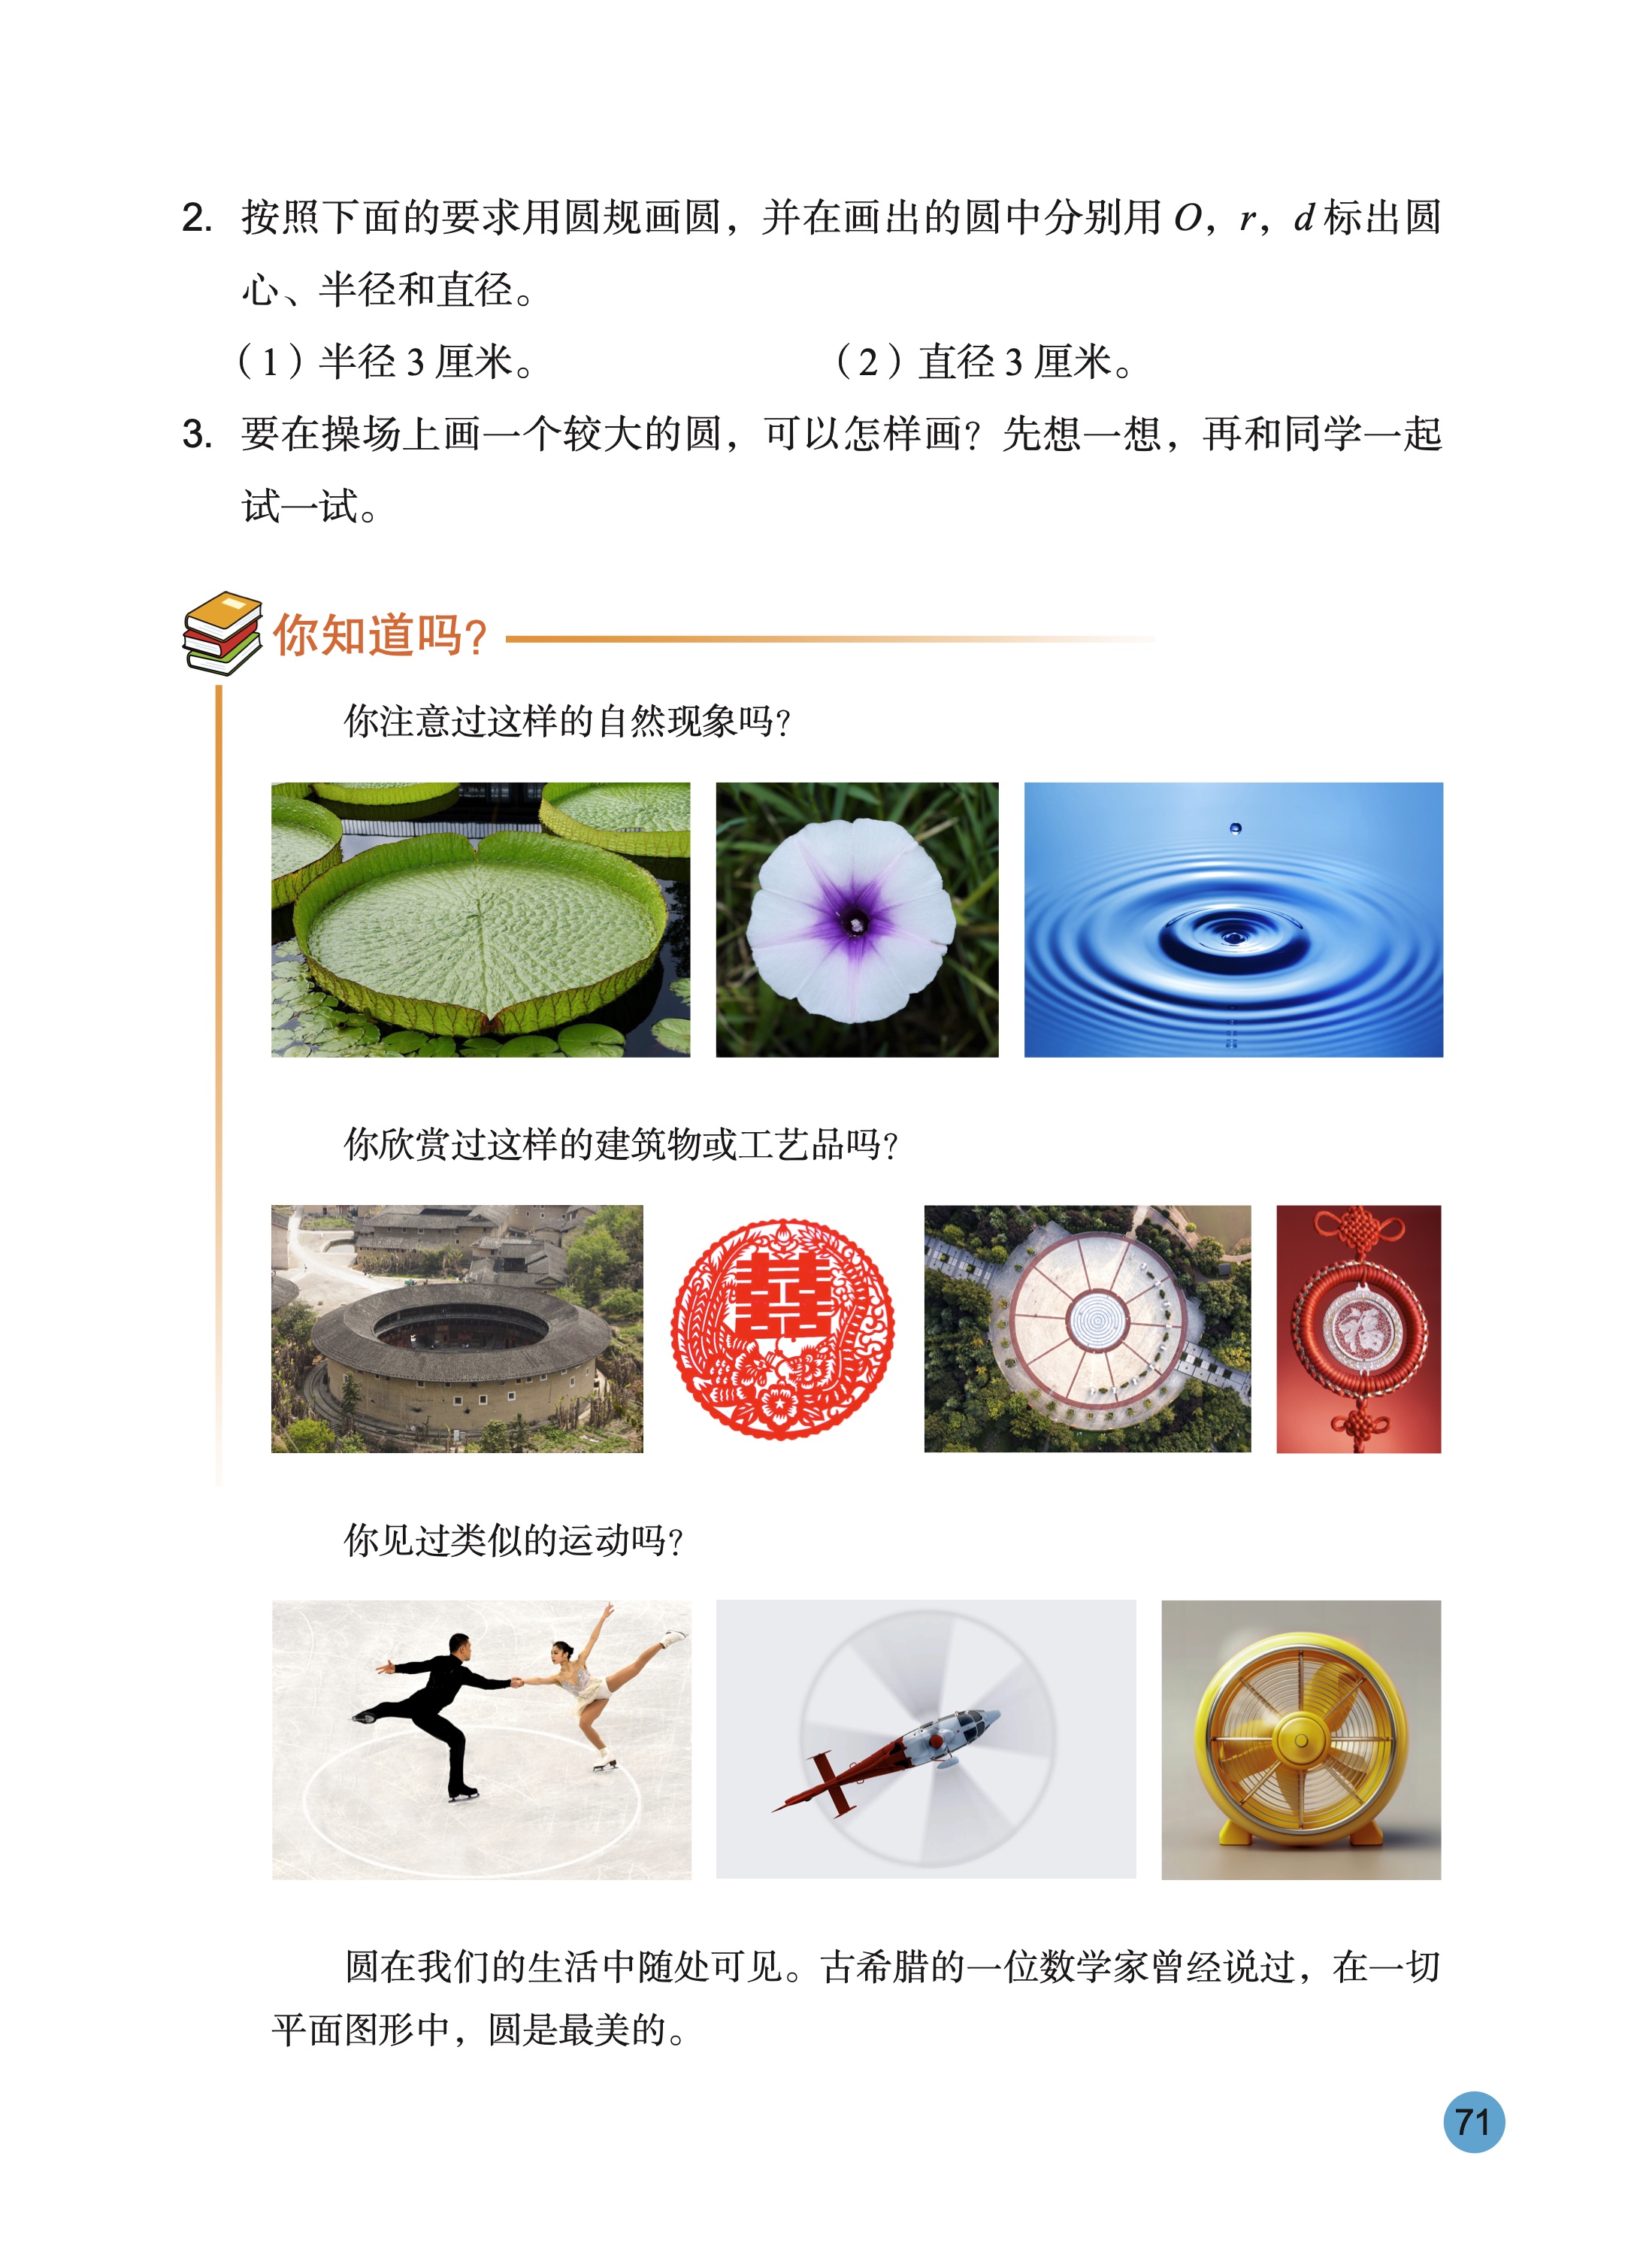 2. 按照下面的要求用圆规画圆，并在画出的圆中分别用 O，r，d 标出圆
心、半径和直径。
（1）半径 3 厘米。 （2）直径 3 厘米。
3. 要在操场上画一个较大的圆，可以怎样画？先想一想，再和同学一起
试一试。
你知道吗？
你注意过这样的自然现象吗？
你欣赏过这样的建筑物或工艺品吗？
囍
福
你见过类似的运动吗？
圆在我们的生活中随处可见。古希腊的一位数学家曾经说过，在一切
平面图形中，圆是最美的。
71